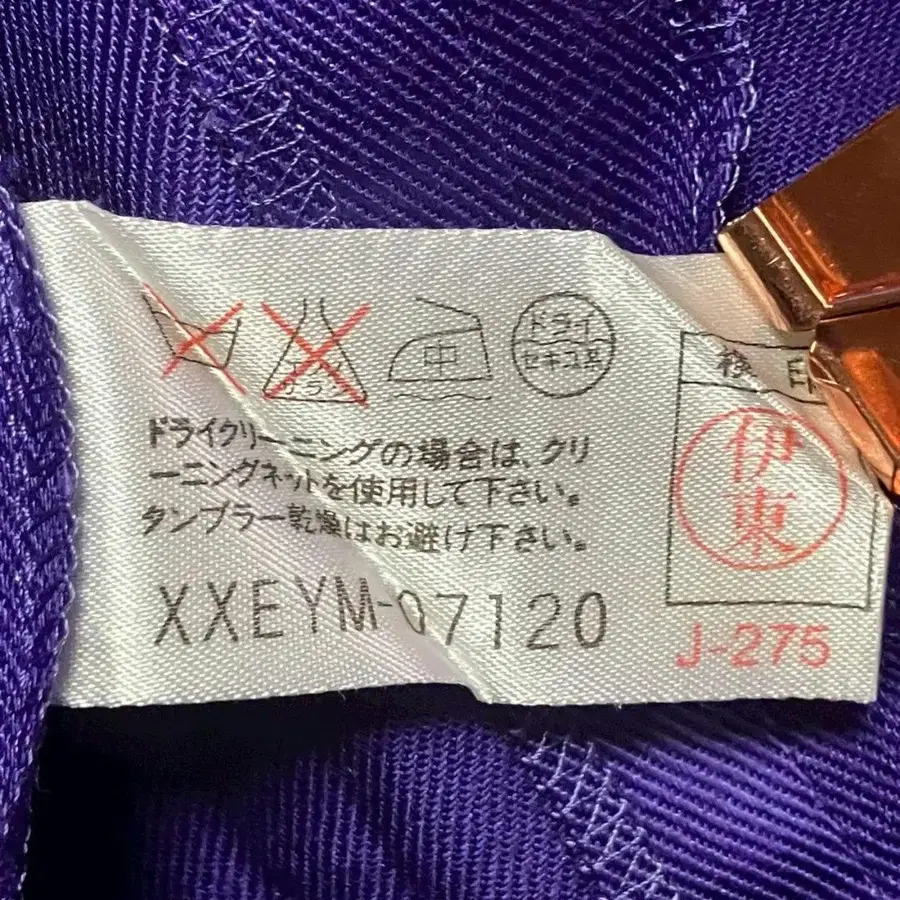 中
ドライ
セキユ系
ドライクリーニングの場合は、クリ
ーニングネットを使用して下さい。
タンブラー乾燥はお避け下さい。
XXEYM-07120
検印
伊東
J-275